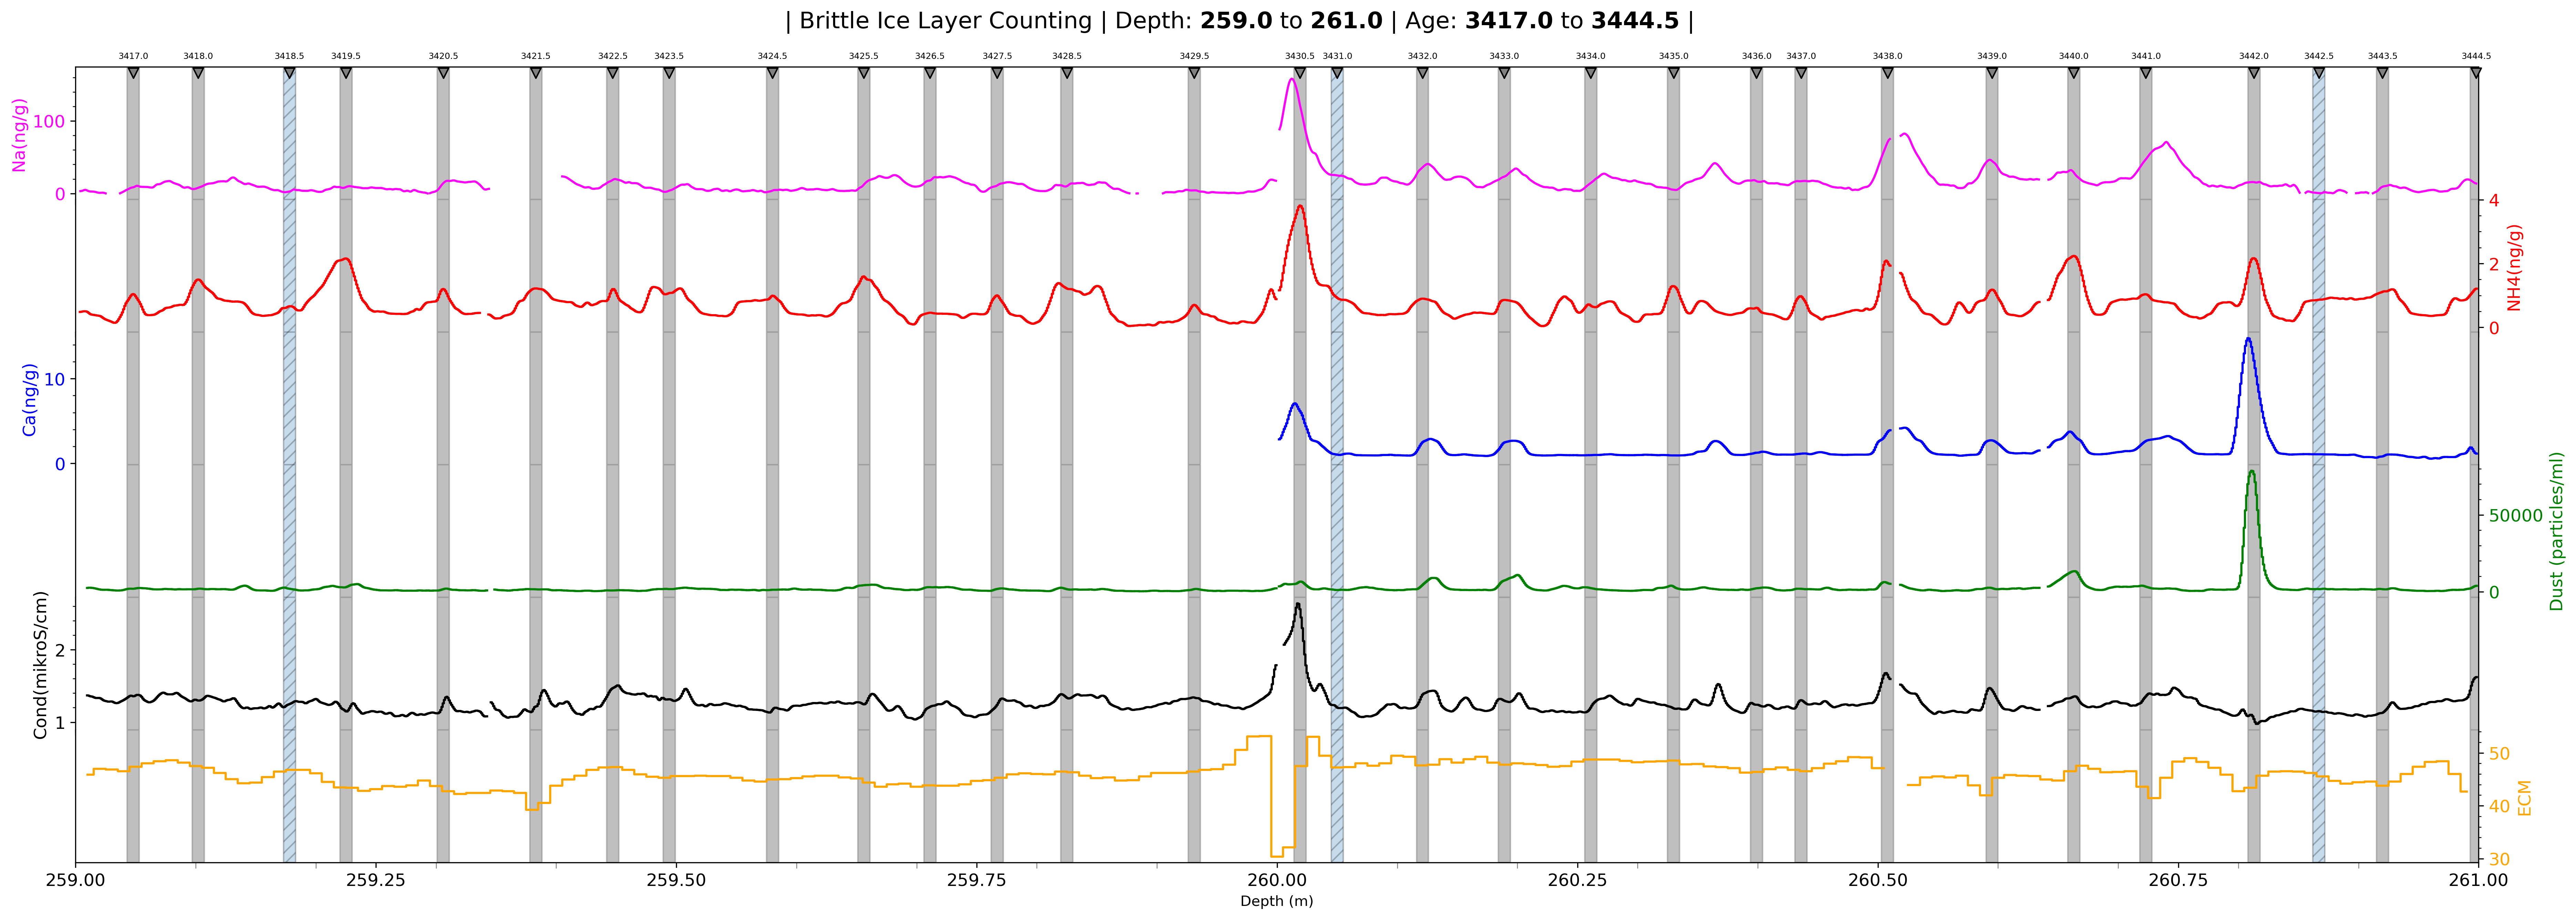 | Brittle Ice Layer Counting | Depth: 259.0 to 261.0 | Age: 3417.0 to 3444.5 |
3417.0 3418.0 3418.5 3419.5 3420.5 3421.5 3422.5 3423.5 3424.5 3425.5 3426.5 3427.5 3428.5 3429.5 3430.5 3431.0 3432.0 3433.0 3434.0 3435.0 3436.0 3437.0 3438.0 3439.0 3440.0 3441.0 3442.0 3442.5 3443.5 3444.5
Na(ng/g)
100
0
4
2
0
NH4(ng/g)
Ca(ng/g)
10
0
50000
0
Dust (particles/ml)
Cond(mikroS/cm)
2
1
50
40
30
ECM
259.00 259.25 259.50 259.75 260.00 260.25 260.50 260.75 261.00
Depth (m)